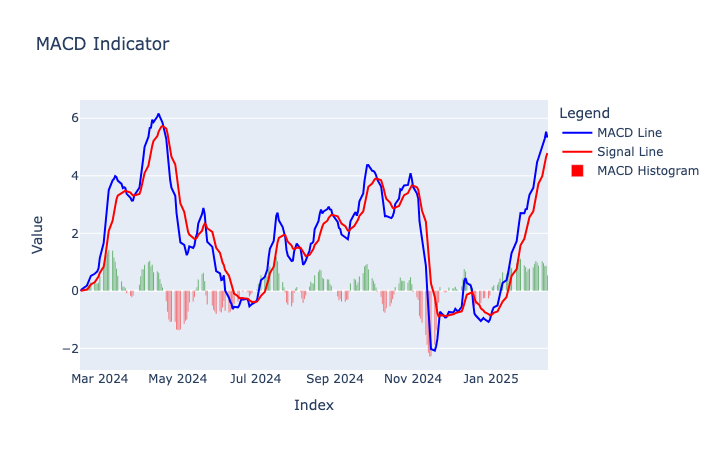 MACD Indicator
Legend
MACD Line
Signal Line
MACD Histogram
Value
6
4
2
0
−2
Mar 2024
May 2024
Jul 2024
Sep 2024
Nov 2024
Jan 2025
Index